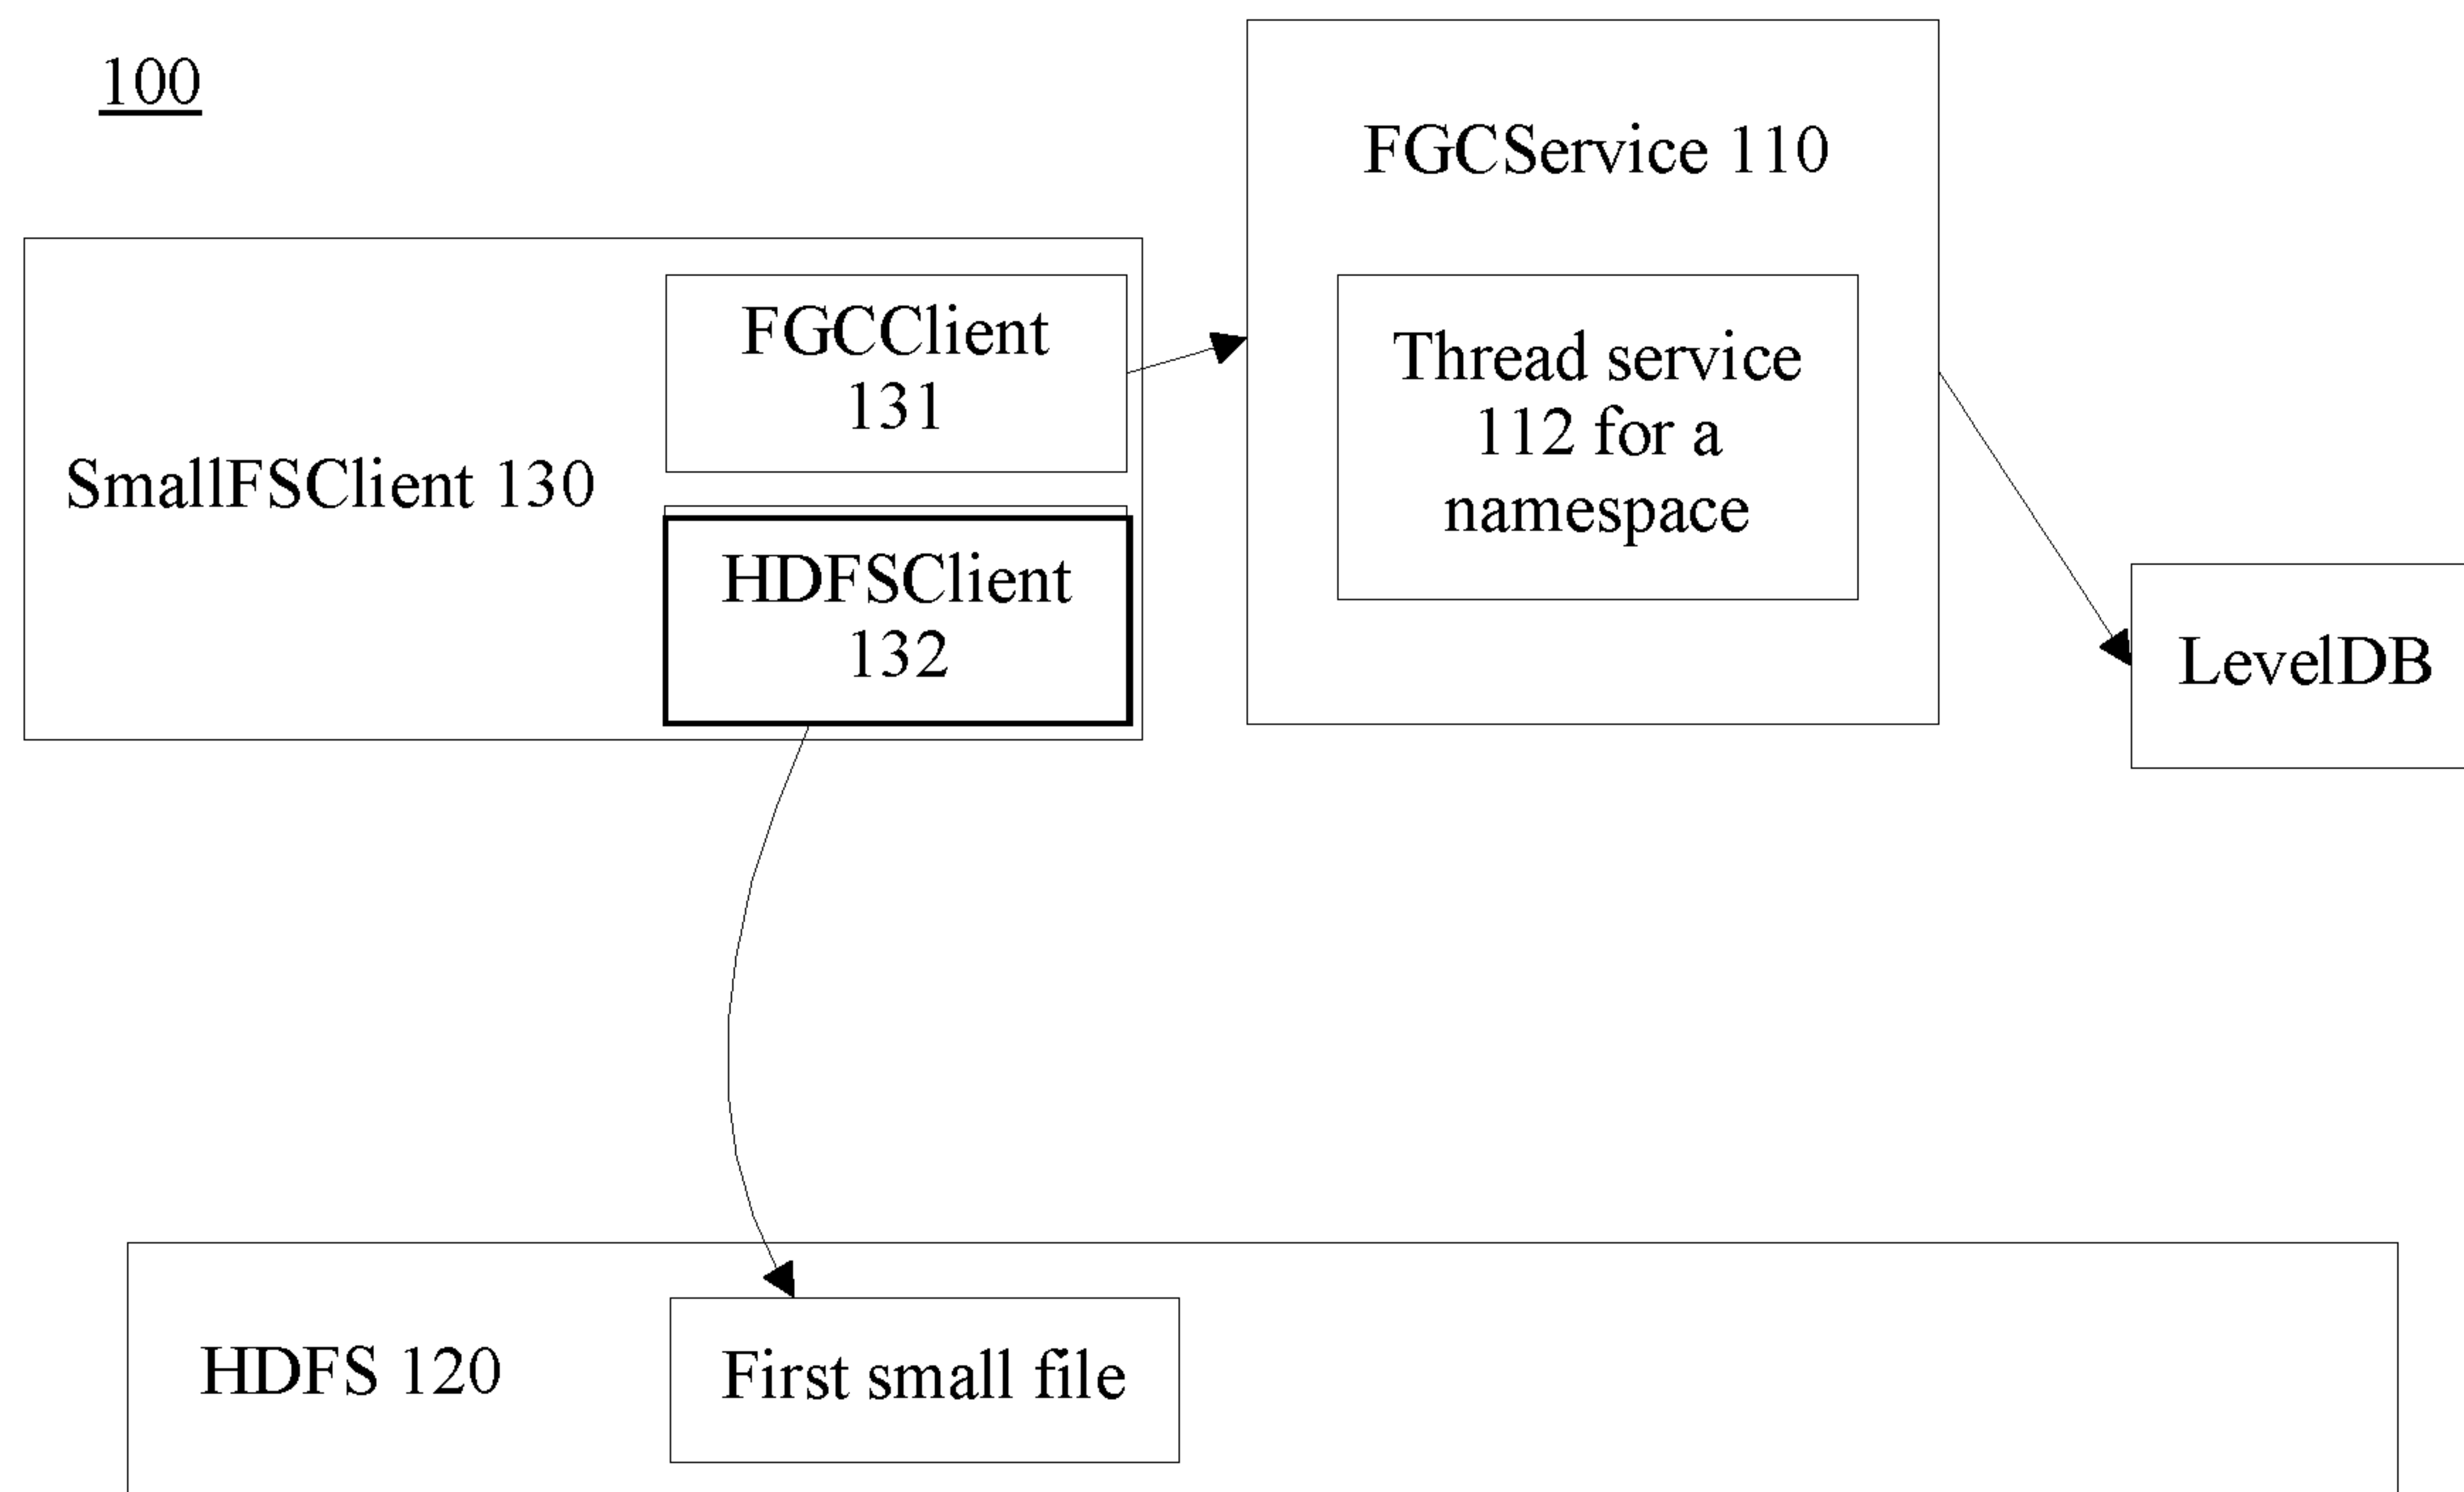 100
FGCService 110
FGCClient
131
Thread service
112 for a
namespace
SmallFSClient 130
HDFSClient
132
LevelDB
HDFS 120
First small file